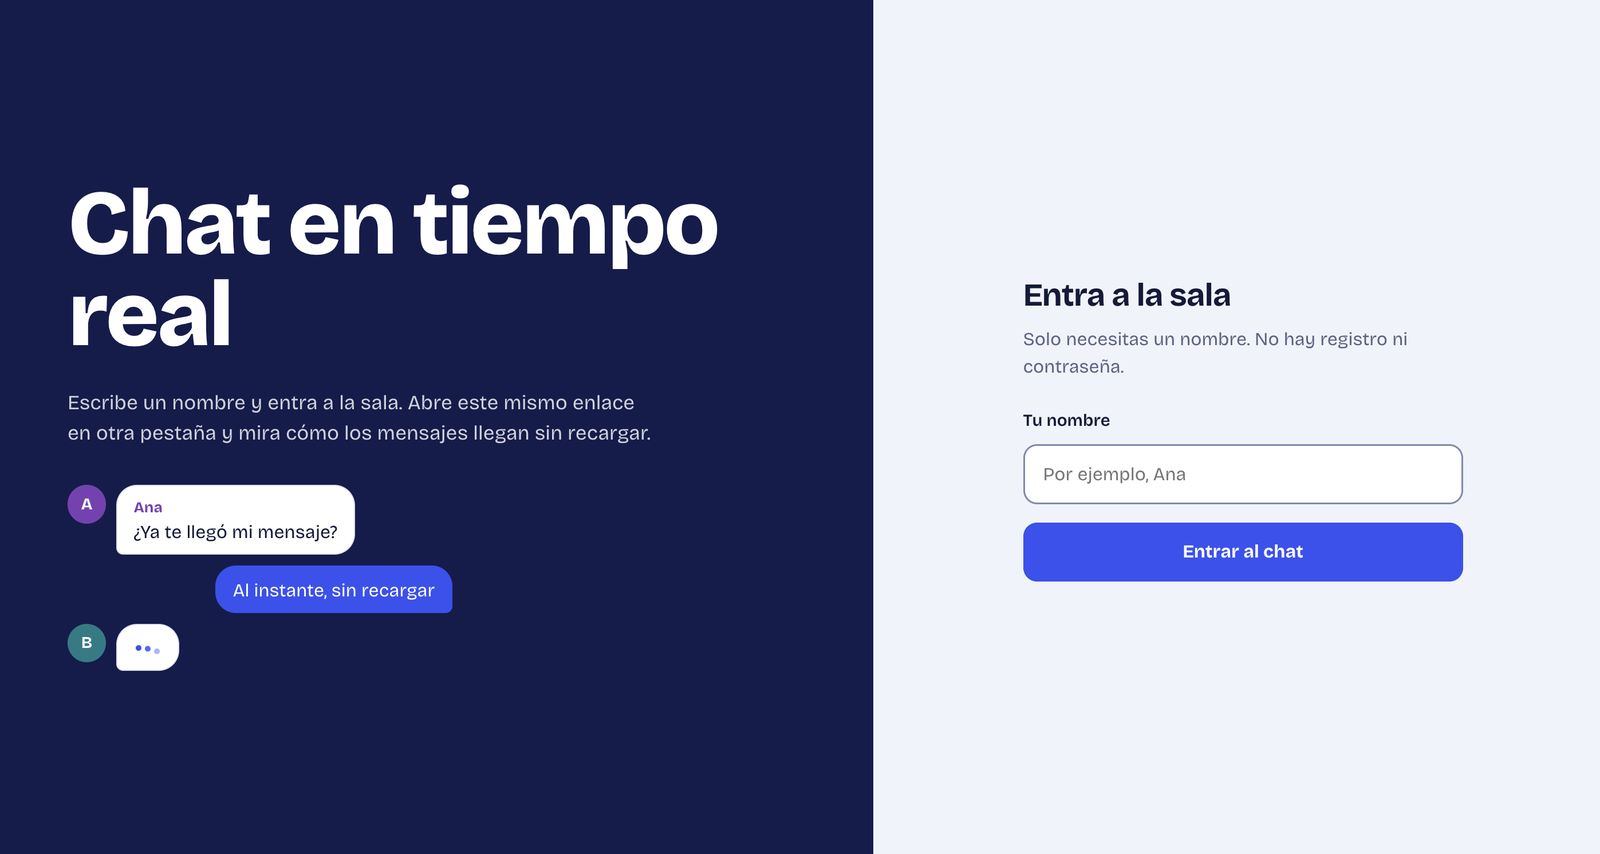 Chat en tiempo
real
Escribe un nombre y entra a la sala. Abre este mismo enlace
en otra pestaña y mira cómo los mensajes llegan sin recargar.
A
Ana
¿Ya te llegó mi mensaje?
Al instante, sin recargar
B
Entra a la sala
Solo necesitas un nombre. No hay registro ni
contraseña.
Tu nombre
Por ejemplo, Ana
Entrar al chat